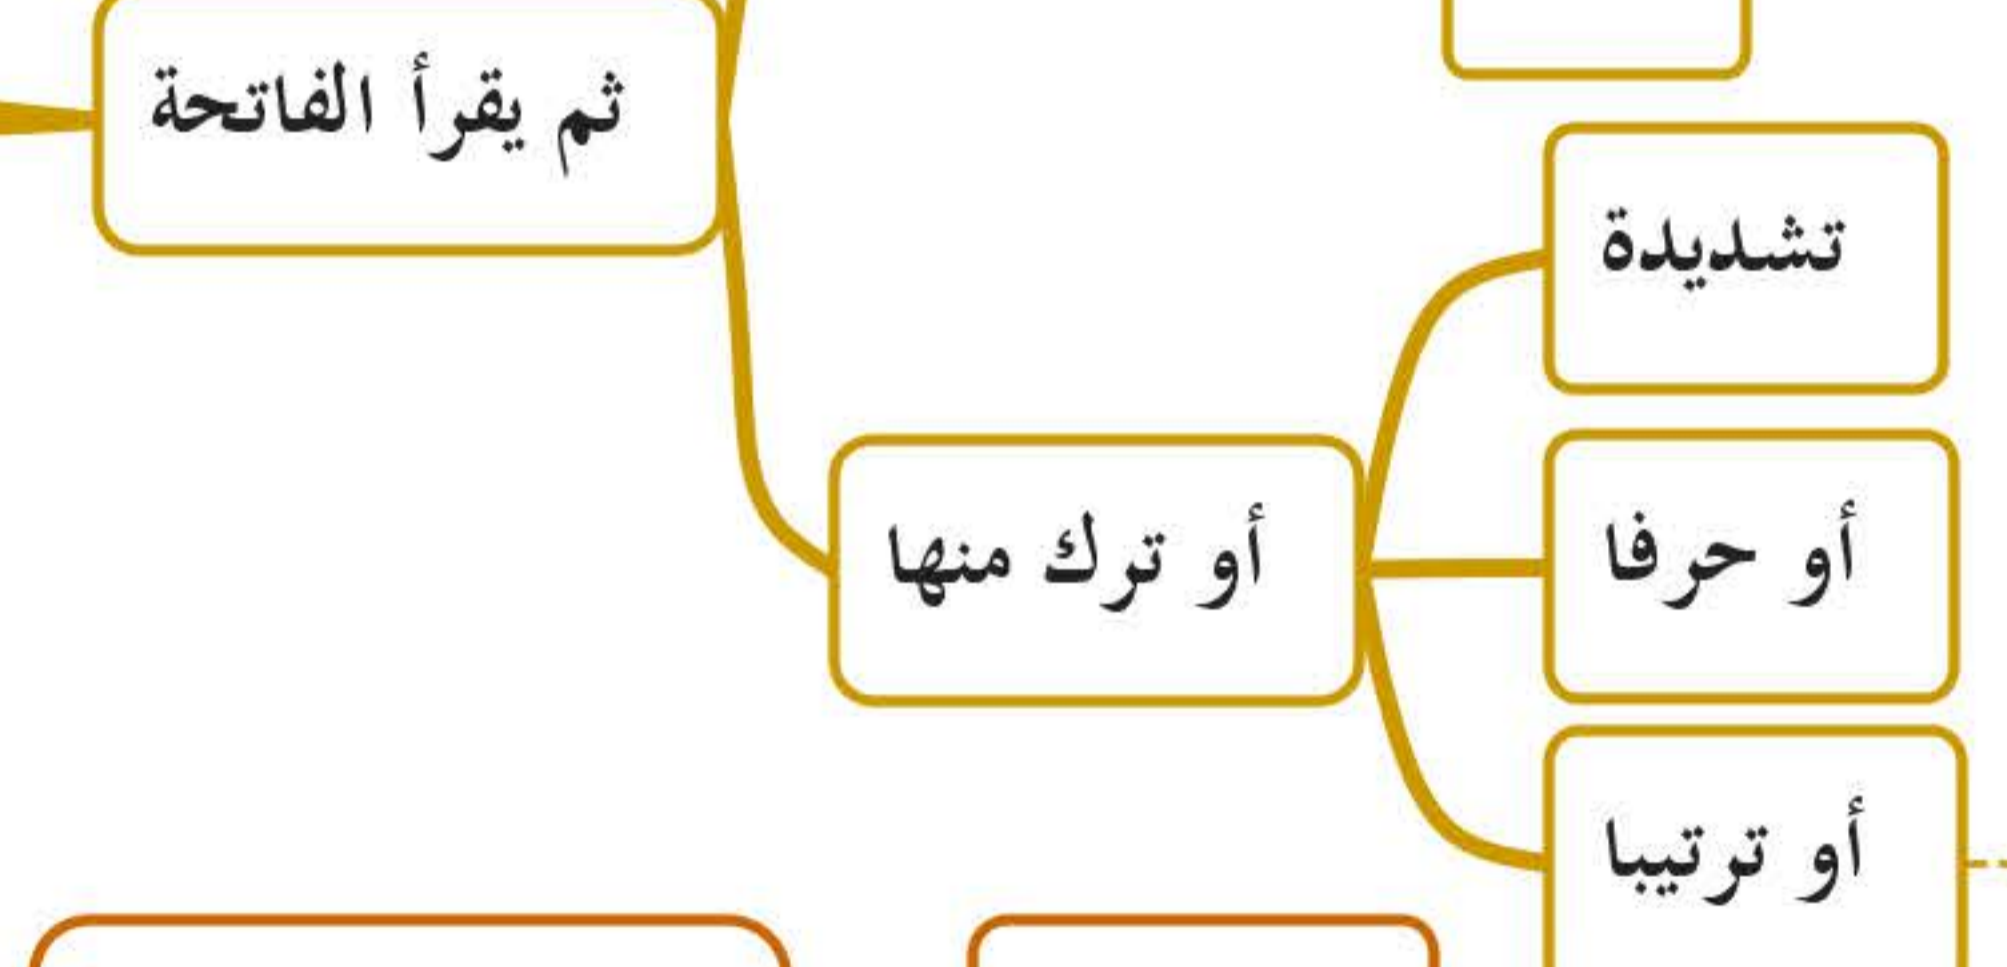 ثم يقرأ الفاتحة
تشديدة
أو ترك منها
أو حرفا
أو ترتيبا